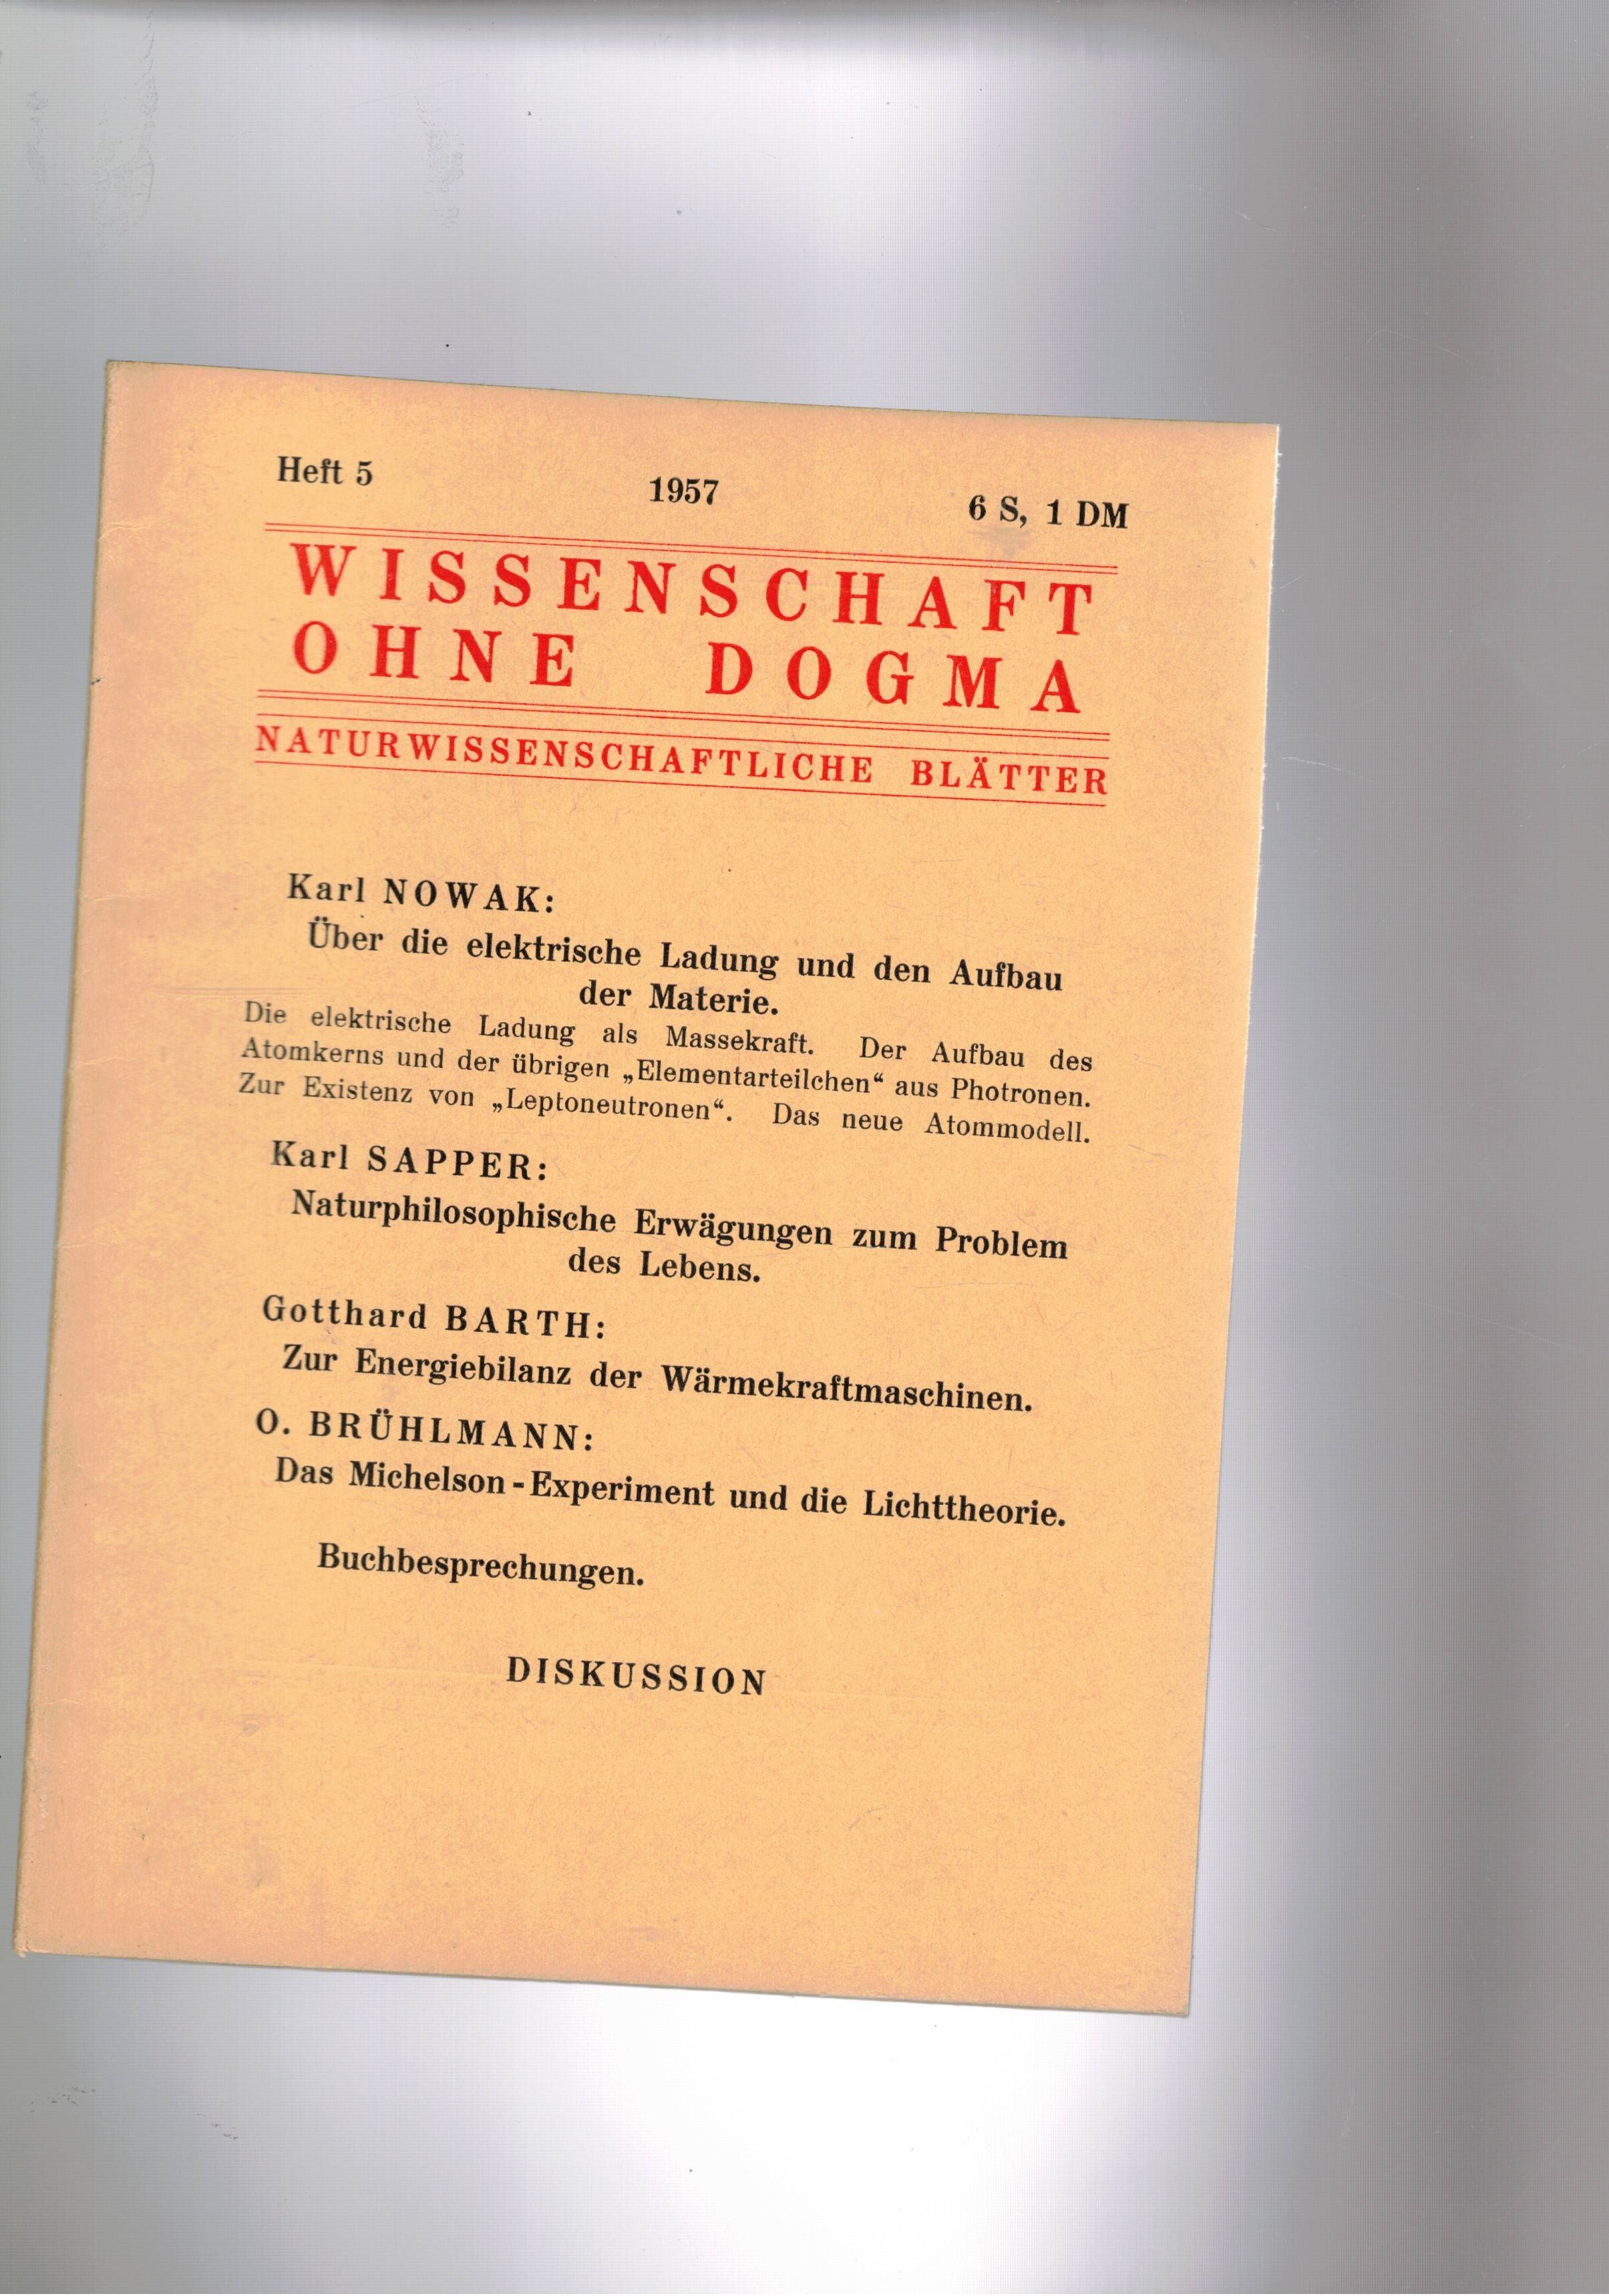 Heft 5 1957 6 S, 1 DM
WISSENSCHAFT
OHNE DOGMA
NATURWISSENSCHAFTLICHE BLÄTTER
Karl NOWAK:
Über die elektrische Ladung und den Aufbau
der Materie.
Die elektrische Ladung als Massekraft. Der Aufbau des
Atomkerns und der übrigen „Elementarteilchen“ aus Photronen.
Zur Existenz von „Leptoneutronen“. Das neue Atommodell.
Karl SAPPER:
Naturphilosophische Erwägungen zum Problem
des Lebens.
Gotthard BARTH:
Zur Energiebilanz der Wärmekraftmaschinen.
O. BRÜHLMANN:
Das Michelson-Experiment und die Lichttheorie.
Buchbesprechungen.
DISKUSSION